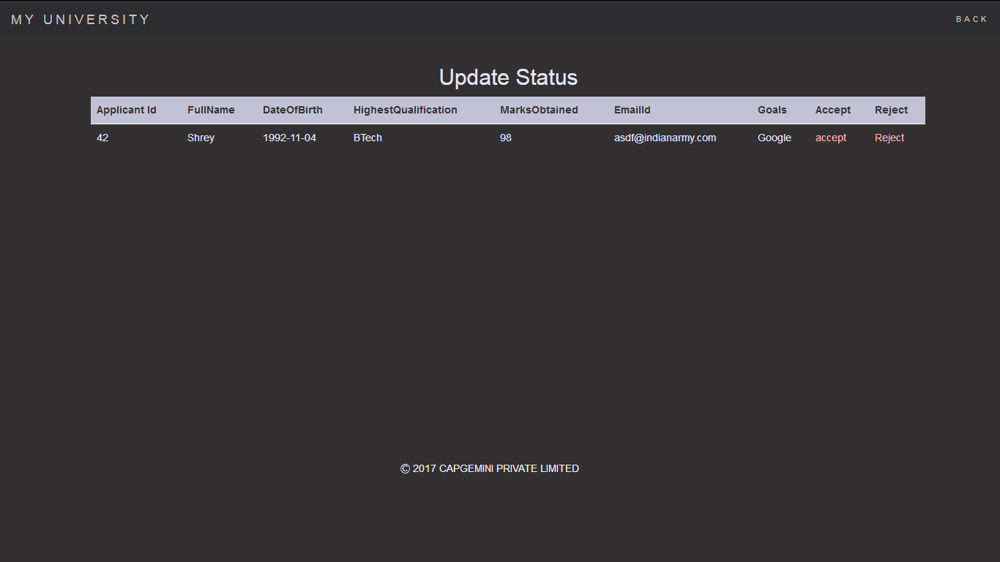 MY UNIVERSITY BACK
Update Status
Applicant Id FullName DateOfBirth HighestQualification MarksObtained EmailId Goals Accept Reject
42 Shrey 1992-11-04 BTech 98 asdf@indianarmy.com Google accept Reject
© 2017 CAPGEMINI PRIVATE LIMITED